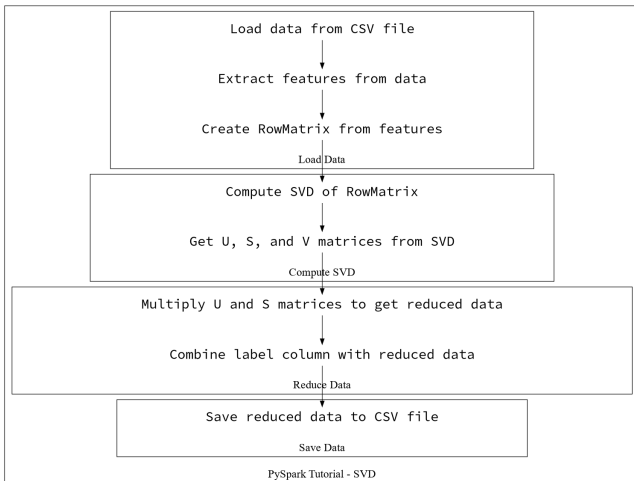 Load data from CSV file
Extract features from data
Create RowMatrix from features
Load Data
Compute SVD of RowMatrix
Get U, S, and V matrices from SVD
Compute SVD
Multiply U and S matrices to get reduced data
Combine label column with reduced data
Reduce Data
Save reduced data to CSV file
Save Data
PySpark Tutorial - SVD